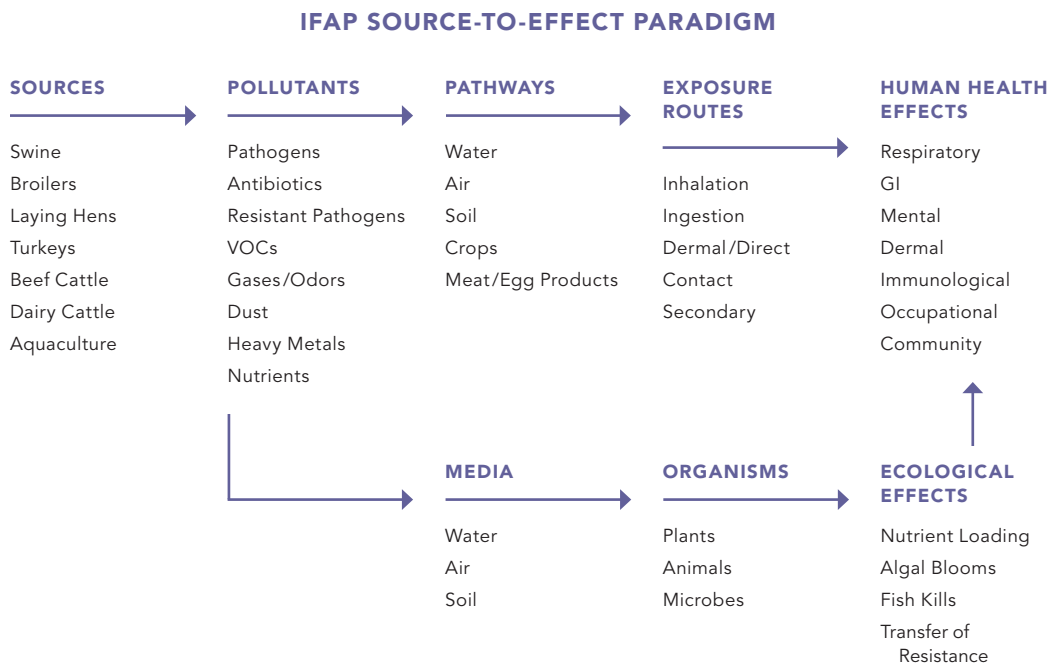 IFAP SOURCE-TO-EFFECT PARADIGM
SOURCES
Swine
Broilers
Laying Hens
Turkeys
Beef Cattle
Dairy Cattle
Aquaculture
POLLUTANTS
Pathogens
Antibiotics
Resistant Pathogens
VOCs
Gases/Odors
Dust
Heavy Metals
Nutrients
PATHWAYS
Water
Air
Soil
Crops
Meat/Egg Products
EXPOSURE
ROUTES
Inhalation
Ingestion
Dermal/Direct
Contact
Secondary
HUMAN HEALTH
EFFECTS
Respiratory
GI
Mental
Dermal
Immunological
Occupational
Community
MEDIA
Water
Air
Soil
ORGANISMS
Plants
Animals
Microbes
ECOLOGICAL
EFFECTS
Nutrient Loading
Algal Blooms
Fish Kills
Transfer of
Resistance